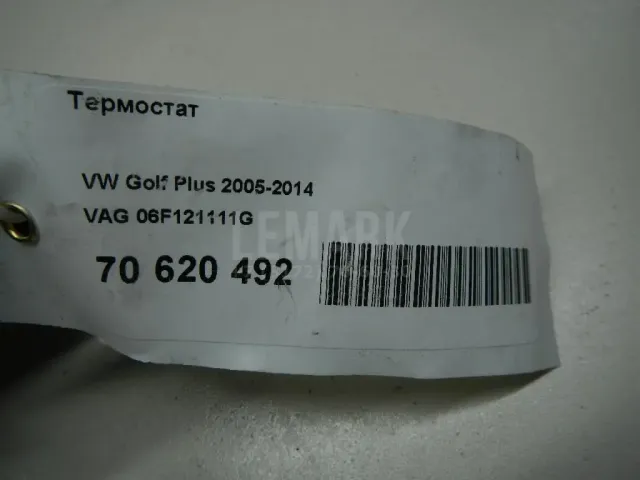 Термостат
VW Golf Plus 2005-2014
VAG 06F121111G
LEMARK
70 620 492